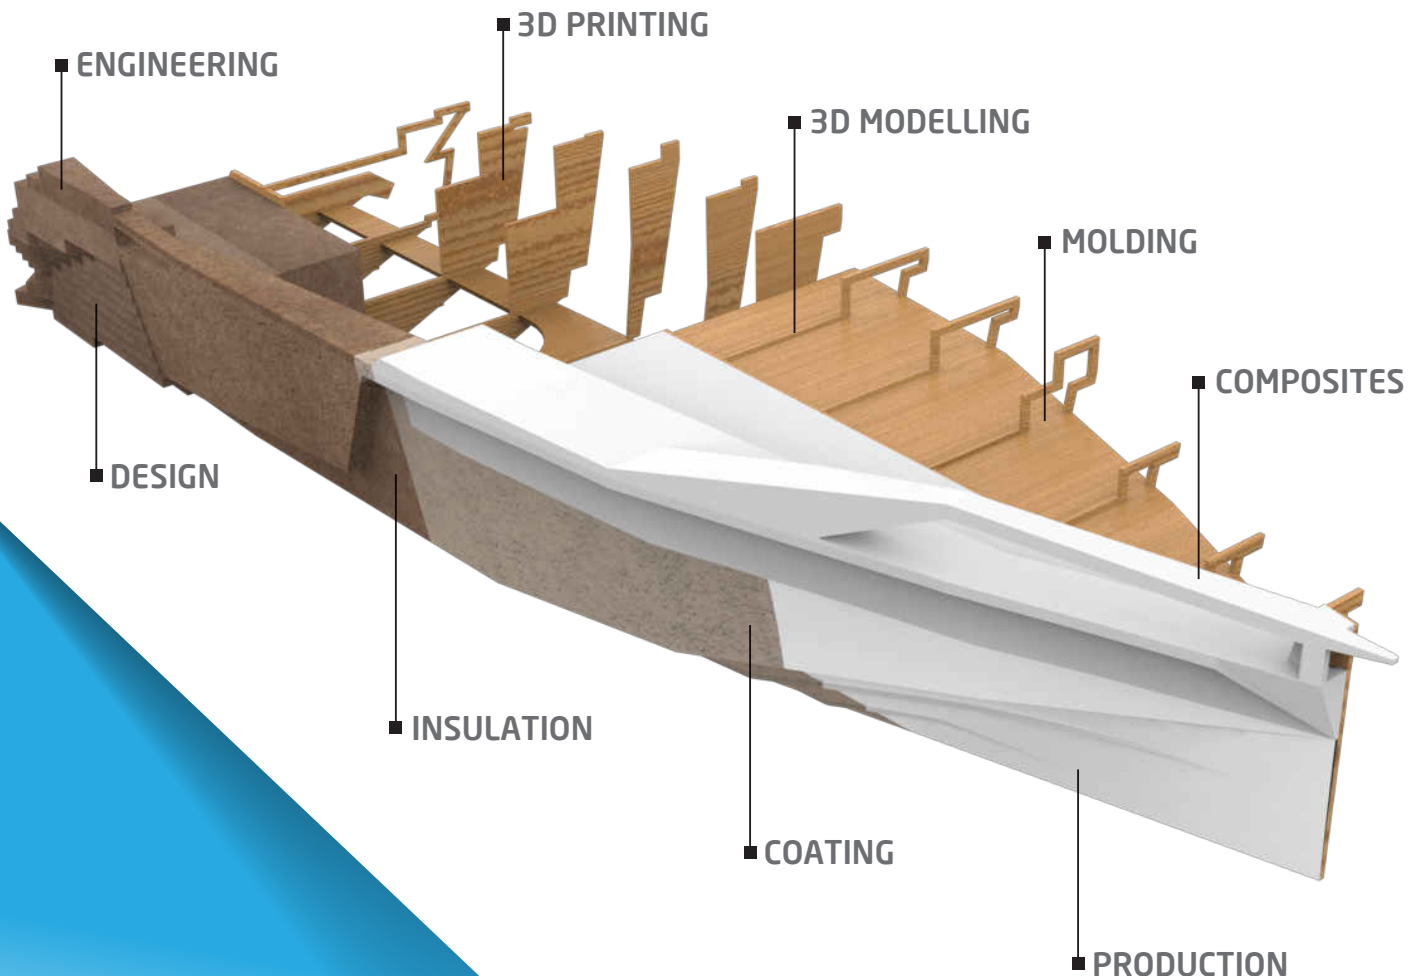 3D PRINTING
ENGINEERING
3D MODELLING
MOLDING
COMPOSITES
DESIGN
INSULATION
COATING
PRODUCTION